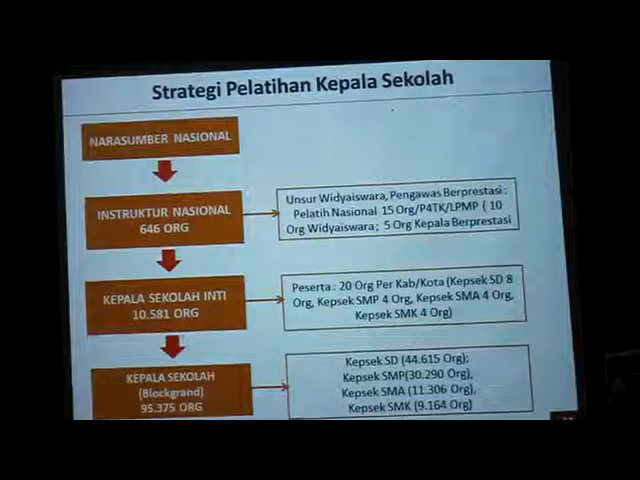 Strategi Pelatihan Kepala Sekolah
NARASUMBER NASIONAL
INSTRUKTUR NASIONAL
646 ORG
Unsur Widyaiswara, Pengawas Berprestasi :
Pelatih Nasional 15 Org/P4TK/LPMP ( 10
Org Widyaiswara; 5 Org Kepala Berprestasi
KEPALA SEKOLAH INTI
10.581 ORG
Peserta : 20 Org Per Kab/Kota (Kepsek SD 8
Org, Kepsek SMP 4 Org, Kepsek SMA 4 Org,
Kepsek SMK 4 Org)
KEPALA SEKOLAH
(Blockgrand)
95.375 ORG
Kepsek SD (44.615 Org);
Kepsek SMP(30.290 Org),
Kepsek SMA (11.306 Org),
Kepsek SMK (9.164 Org)